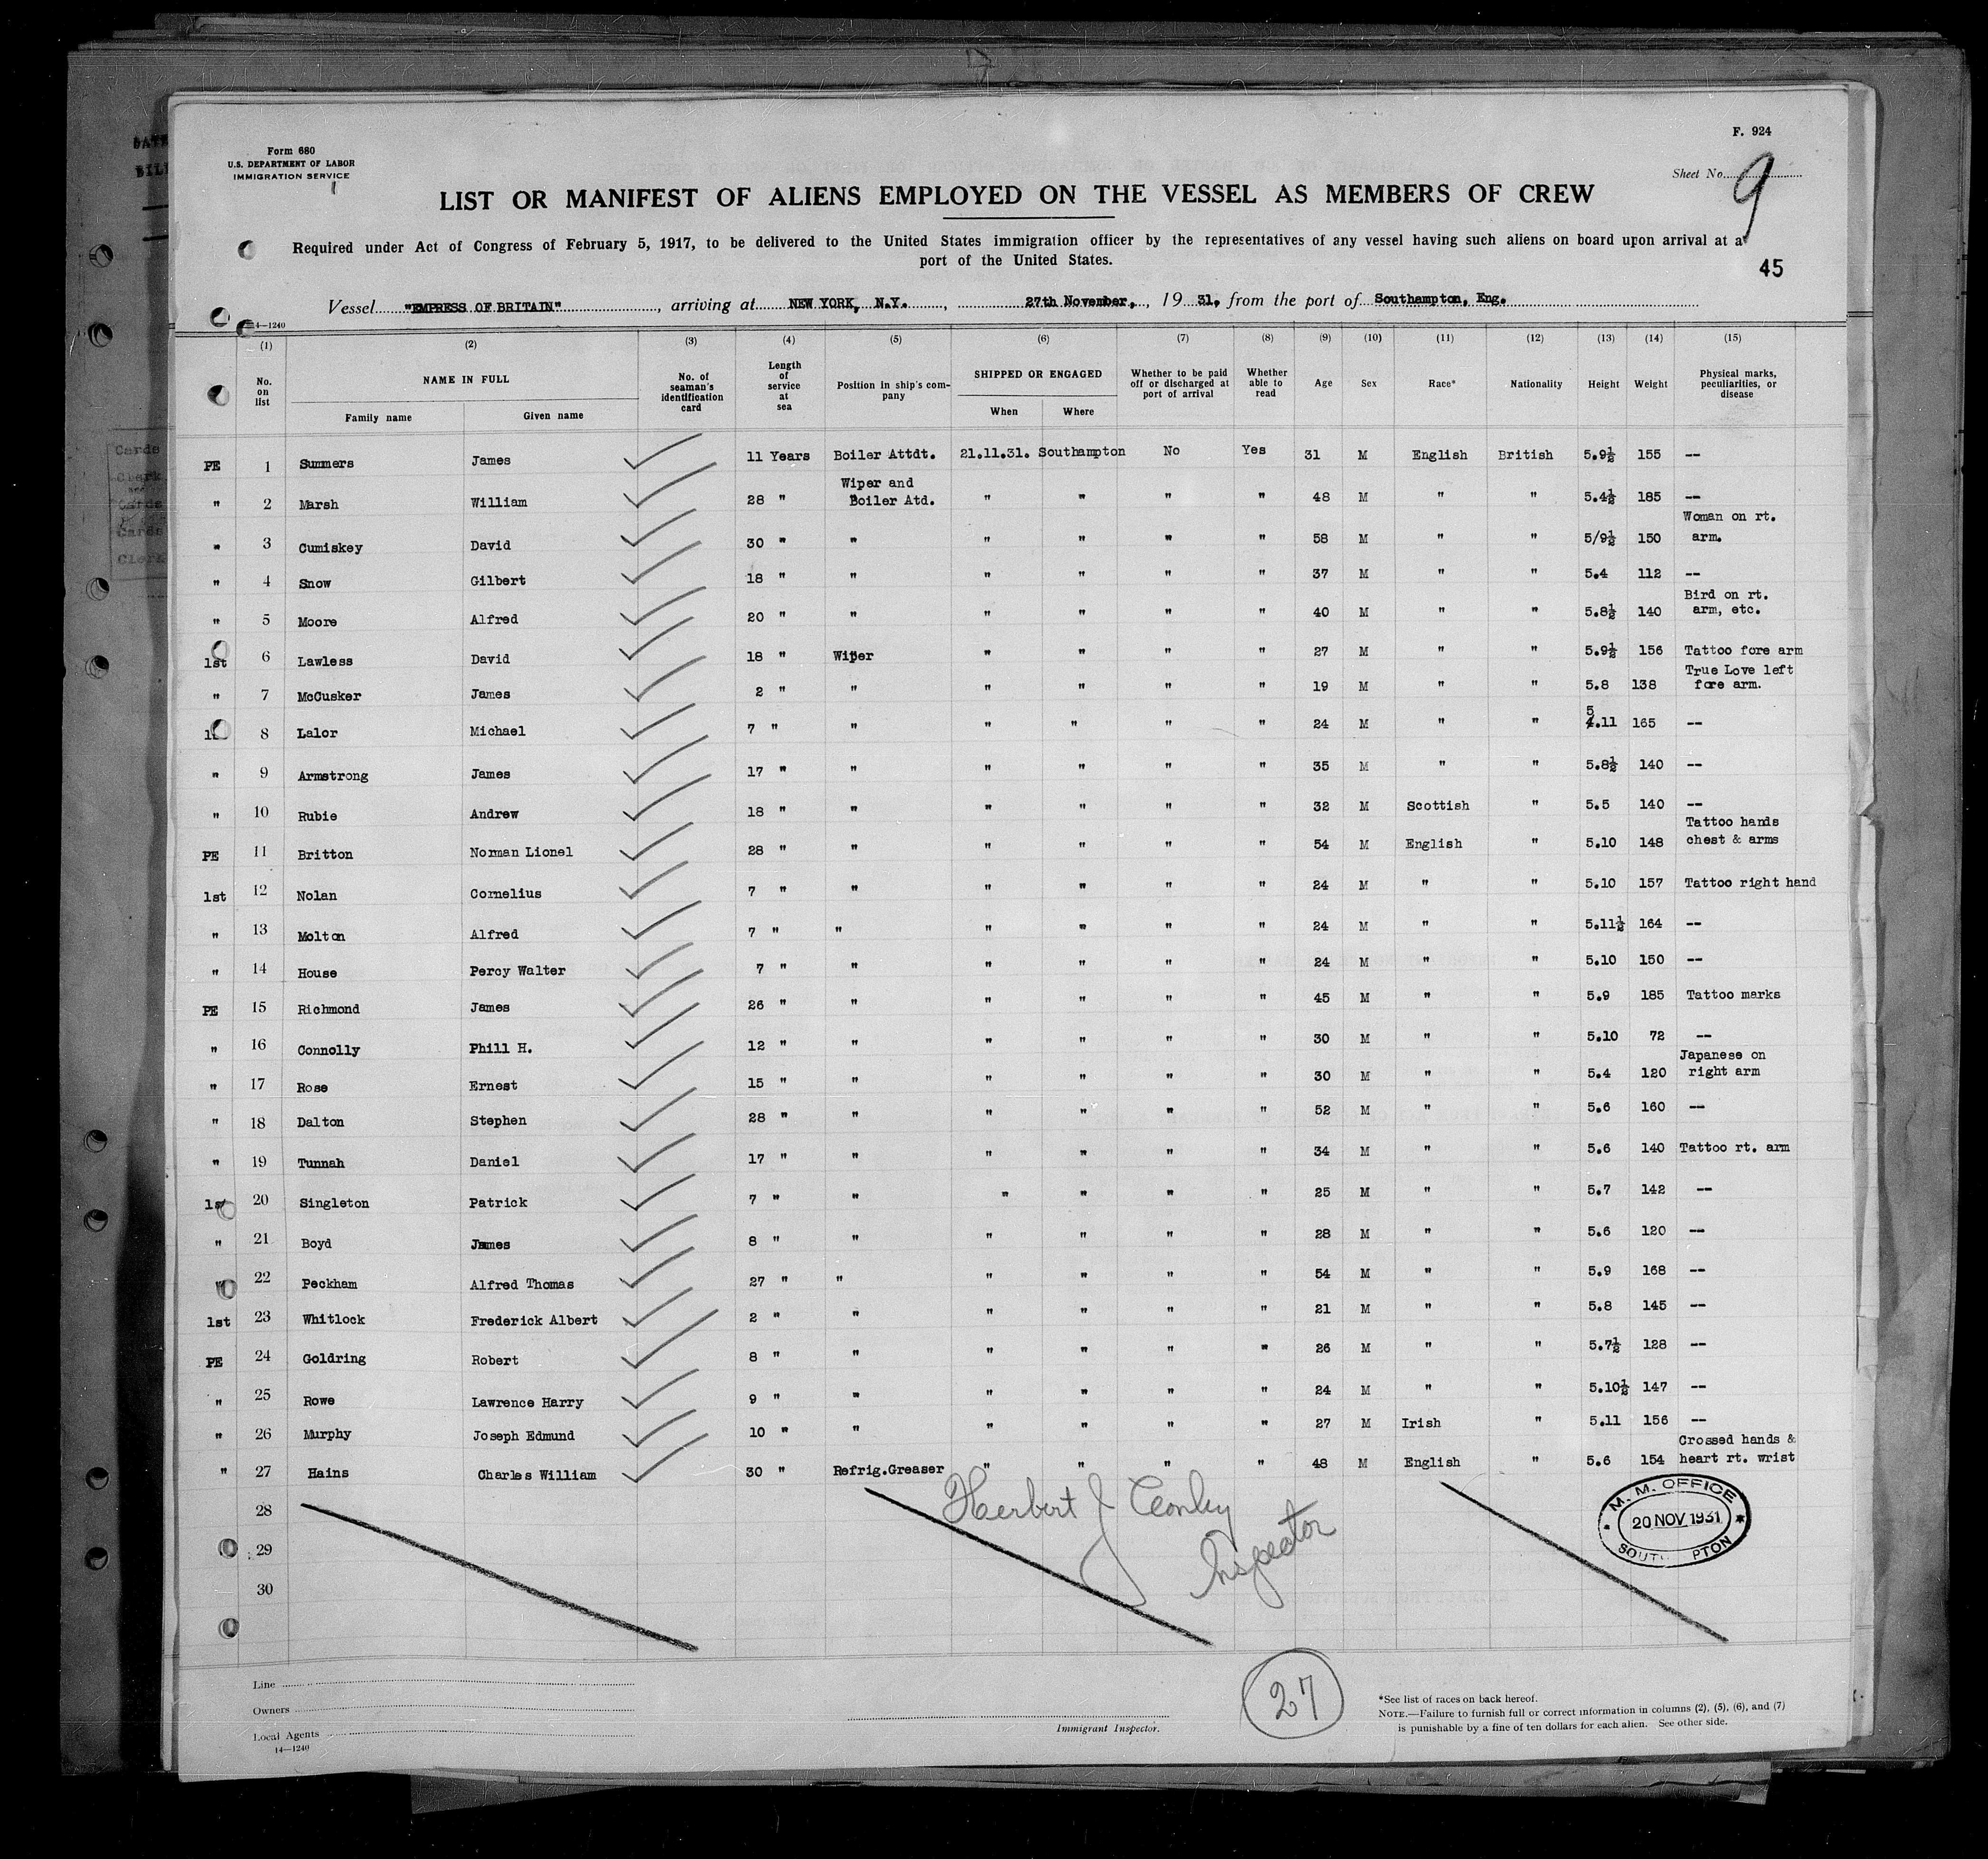 F. 924
Form 680
U.S. DEPARTMENT OF LABOR
IMMIGRATION SERVICE
Sheet No. 9
LIST OR MANIFEST OF ALIENS EMPLOYED ON THE VESSEL AS MEMBERS OF CREW
Required under Act of Congress of February 5, 1917, to be delivered to the United States immigration officer by the representatives of any vessel having such aliens on board upon arrival at a
port of the United States.
45
Vessel "EMPRESS OF BRITAIN", arriving at NEW YORK, N.Y., 27th November, 1931, from the port of Southampton, Eng.
14—1240
(1) (2) (3) (4) (5) (6) (7) (8) (9) (10) (11) (12) (13) (14) (15)
No. on list | NAME IN FULL Family name Given name | No. of seaman's identification card | Length of service at sea | Position in ship's company | SHIPPED OR ENGAGED When Where | Whether to be paid off or discharged at port of arrival | Whether able to read | Age | Sex | Race* | Nationality | Height | Weight | Physical marks, peculiarities, or disease
PE 1 Summers James 11 Years Boiler Attdt. 21.11.31. Southampton No Yes 31 M English British 5.9½ 155 --
" 2 Marsh William 28 " Wiper and Boiler Atd. " " " " 48 M " " 5.4½ 185 --
" 3 Cumiskey David 30 " " " " " " 58 M " " 5/9½ 150 Woman on rt. arm.
" 4 Snow Gilbert 18 " " " " " " 37 M " " 5.4 112 --
" 5 Moore Alfred 20 " " " " " " 40 M " " 5.8½ 140 Bird on rt. arm, etc.
1st 6 Lawless David 18 " Wiper " " " " 27 M " " 5.9½ 156 Tattoo fore arm
" 7 McCusker James 2 " " " " " " 19 M " " 5.8 138 True Love left fore arm.
8 Lalor Michael 7 " " " " " " 24 M " " 5.11 165 --
" 9 Armstrong James 17 " " " " " " 35 M " " 5.8½ 140 --
" 10 Rubie Andrew 18 " " " " " " 32 M Scottish " 5.5 140 --
PE 11 Britton Norman Lionel 28 " " " " " " 54 M English " 5.10 148 Tattoo hands chest & arms
1st 12 Nolan Cornelius 7 " " " " " " 24 M " " 5.10 157 Tattoo right hand
" 13 Molton Alfred 7 " " " " " " 24 M " " 5.11½ 164 --
" 14 House Percy Walter 7 " " " " " " 24 M " " 5.10 150 --
PE 15 Richmond James 26 " " " " " " 45 M " " 5.9 185 Tattoo marks
" 16 Connolly Phill H. 12 " " " " " " 30 M " " 5.10 72 --
" 17 Rose Ernest 15 " " " " " " 30 M " " 5.4 120 Japanese on right arm
" 18 Dalton Stephen 28 " " " " " " 52 M " " 5.6 160 --
" 19 Tunnah Daniel 17 " " " " " " 34 M " " 5.6 140 Tattoo rt. arm
1st 20 Singleton Patrick 7 " " " " " " 25 M " " 5.7 142 --
" 21 Boyd James 8 " " " " " " 28 M " " 5.6 120 --
" 22 Peckham Alfred Thomas 27 " " " " " " 54 M " " 5.9 168 --
1st 23 Whitlock Frederick Albert 2 " " " " " " 21 M " " 5.8 145 --
PE 24 Goldring Robert 8 " " " " " " 26 M " " 5.7½ 128 --
" 25 Rowe Lawrence Harry 9 " " " " " " 24 M " " 5.10½ 147 --
" 26 Murphy Joseph Edmund 10 " " " " " " 27 M Irish " 5.11 156 --
" 27 Hains Charles William 30 " Refrig.Greaser " " " " 48 M English " 5.6 154 Crossed hands & heart rt. wrist
28
29
30
Herbert J
Inspector
M. M. OFFICE
20 NOV 1931
27
Line
Owners
Local Agents
14—1240
Immigrant Inspector.
*See list of races on back hereof.
NOTE.—Failure to furnish full or correct information in columns (2), (5), (6), and (7)
is punishable by a fine of ten dollars for each alien. See other side.